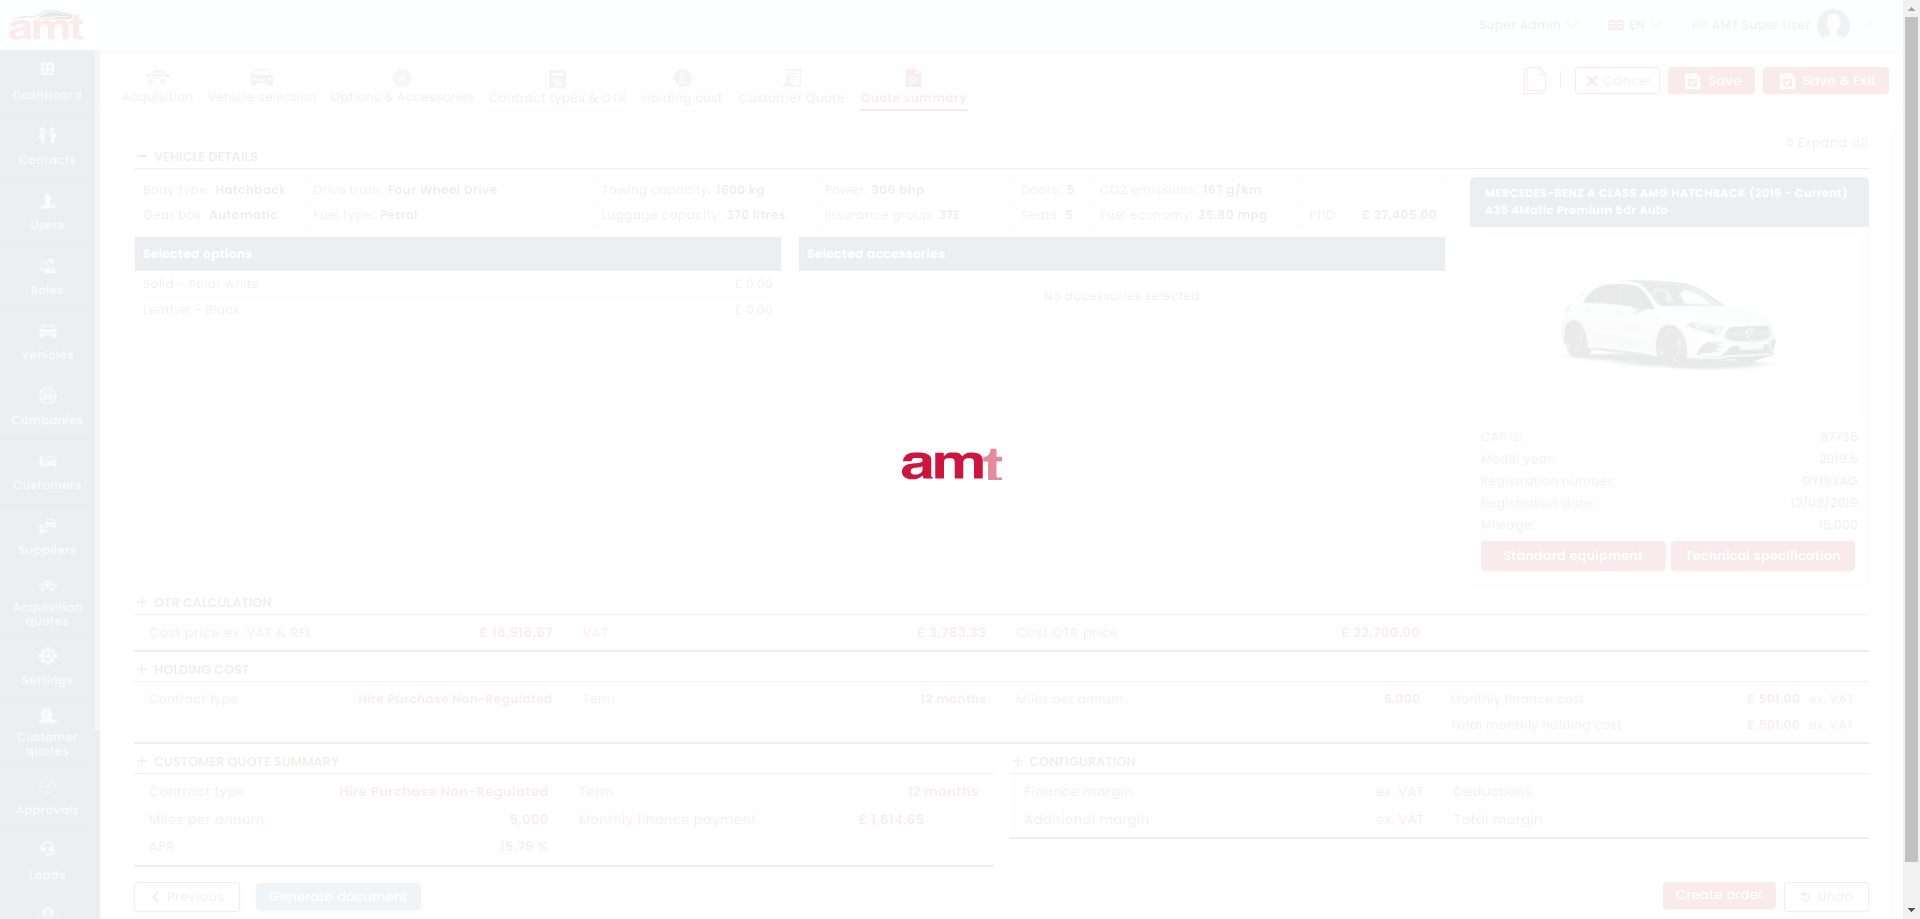 amt
Super Admin
EN
Hi! AMT Super User
Dashboard
Contacts
Users
Roles
Vehicles
Companies
Customers
Suppliers
Acquisition
quotes
Settings
Customer
quotes
Approvals
Leads
Acquisition
Vehicle selection
Options & Accessories
Contract types & OTR
Holding cost
Customer Quote
Quote summary
Cancel
Save
Save & Exit
Expand all
VEHICLE DETAILS
Body type: Hatchback
Drive train: Four Wheel Drive
Towing capacity: 1800 kg
Power: 306 bhp
Doors: 5
CO2 emissions: 167 g/km
Gear box: Automatic
Fuel type: Petrol
Luggage capacity: 370 litres
Insurance group: 37E
Seats: 5
Fuel economy: 35.80 mpg
P11D: £ 37,405.00
Selected options
Solid - Polar white £ 0.00
Leather - Black £ 0.00
Selected accessories
No accessories selected
MERCEDES-BENZ A CLASS AMG HATCHBACK (2019 - Current)
A35 4Matic Premium 5dr Auto
CAP ID: 87736
Model year: 2019.5
Registration number: GY19XAG
Registration date: 13/03/2019
Mileage: 15,000
Standard equipment
Technical specification
amt
OTR CALCULATION
Cost price ex. VAT & RFL £ 18,916.67 VAT £ 3,783.33 Cost OTR price £ 22,700.00
HOLDING COST
Contract type Hire Purchase Non-Regulated Term 12 months Miles per annum 5,000 Monthly finance cost £ 501.00 ex. VAT
Total monthly holding cost £ 501.00 ex. VAT
CUSTOMER QUOTE SUMMARY
Contract type Hire Purchase Non-Regulated Term 12 months
Miles per annum 5,000 Monthly finance payment £ 1,614.65
APR 15.79 %
CONFIGURATION
Finance margin ex. VAT Deductions
Additional margin ex. VAT Total margin
Previous
Generate document
Create order
Undo